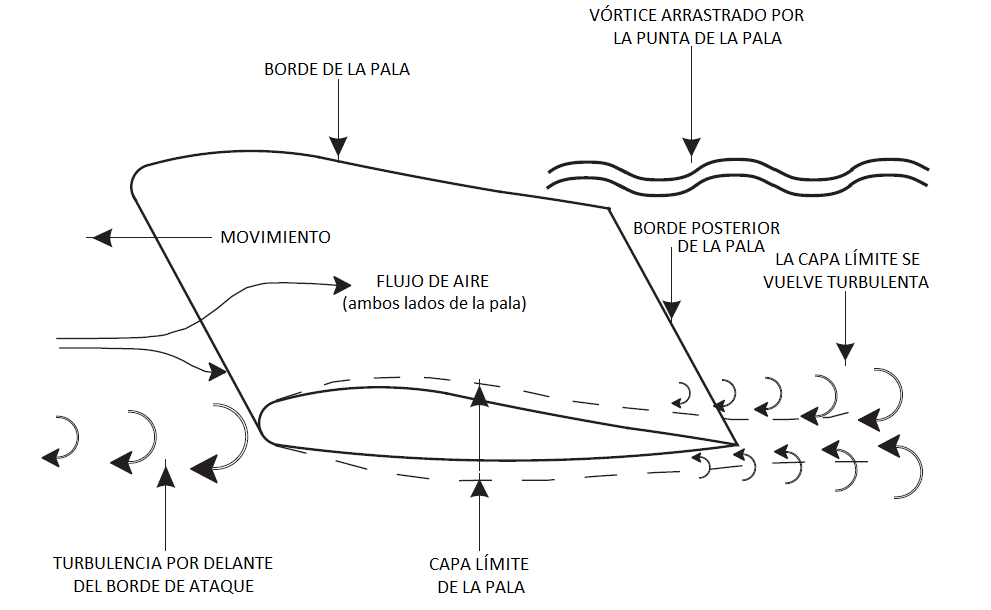 VÓRTICE ARRASTRADO POR
LA PUNTA DE LA PALA
BORDE DE LA PALA
MOVIMIENTO
BORDE POSTERIOR
DE LA PALA
LA CAPA LÍMITE SE
VUELVE TURBULENTA
FLUJO DE AIRE
(ambos lados de la pala)
TURBULENCIA POR DELANTE
DEL BORDE DE ATAQUE
CAPA LÍMITE
DE LA PALA